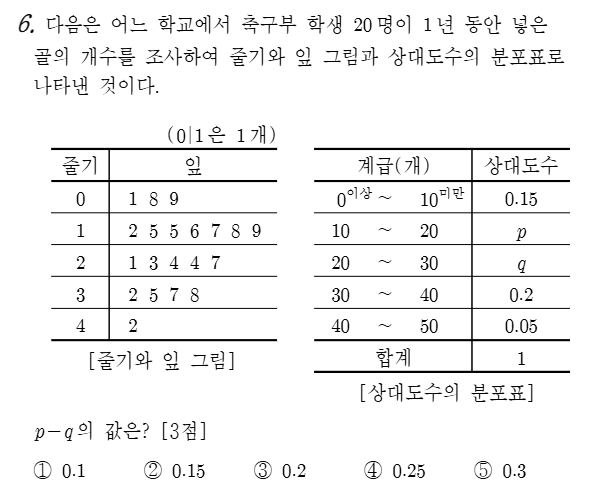 6. 다음은 어느 학교에서 축구부 학생 20명이 1년 동안 넣은
골의 개수를 조사하여 줄기와 잎 그림과 상대도수의 분포표로
나타낸 것이다.
(0|1은 1개)
줄기 잎
0 1 8 9
1 2 5 5 6 7 8 9
2 1 3 4 4 7
3 2 5 7 8
4 2
[줄기와 잎 그림]
계급(개) 상대도수
0이상 ~ 10미만 0.15
10 ~ 20 p
20 ~ 30 q
30 ~ 40 0.2
40 ~ 50 0.05
합계 1
[상대도수의 분포표]
p-q의 값은? [3점]
① 0.1 ② 0.15 ③ 0.2 ④ 0.25 ⑤ 0.3